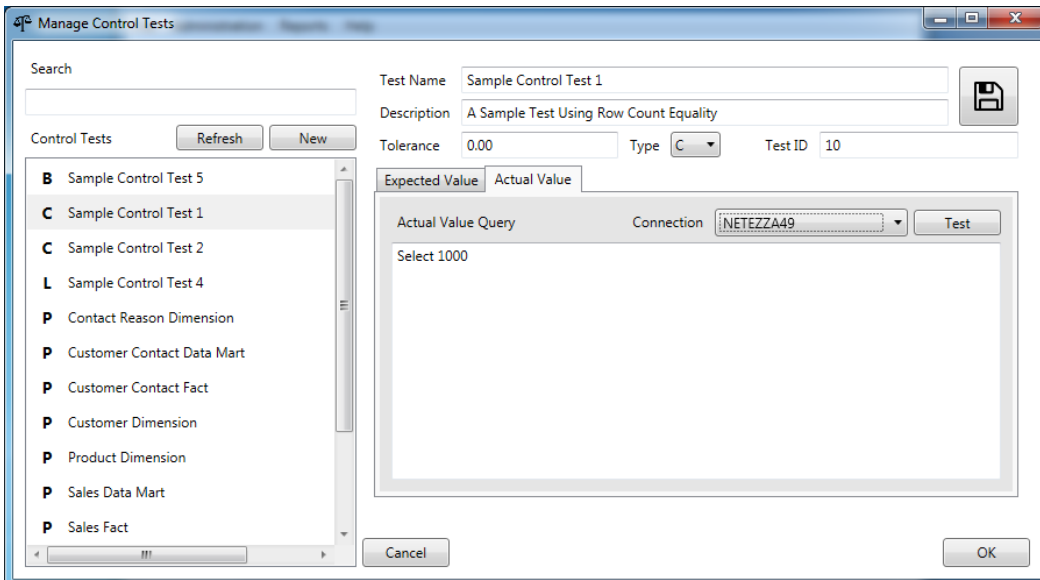 Manage Control Tests
Search
Control Tests
Refresh
New
B Sample Control Test 5
C Sample Control Test 1
C Sample Control Test 2
L Sample Control Test 4
P Contact Reason Dimension
P Customer Contact Data Mart
P Customer Contact Fact
P Customer Dimension
P Product Dimension
P Sales Data Mart
P Sales Fact
Test Name Sample Control Test 1
Description A Sample Test Using Row Count Equality
Tolerance 0.00 Type C Test ID 10
Expected Value Actual Value
Actual Value Query Connection NETEZZA49 Test
Select 1000
Cancel
OK